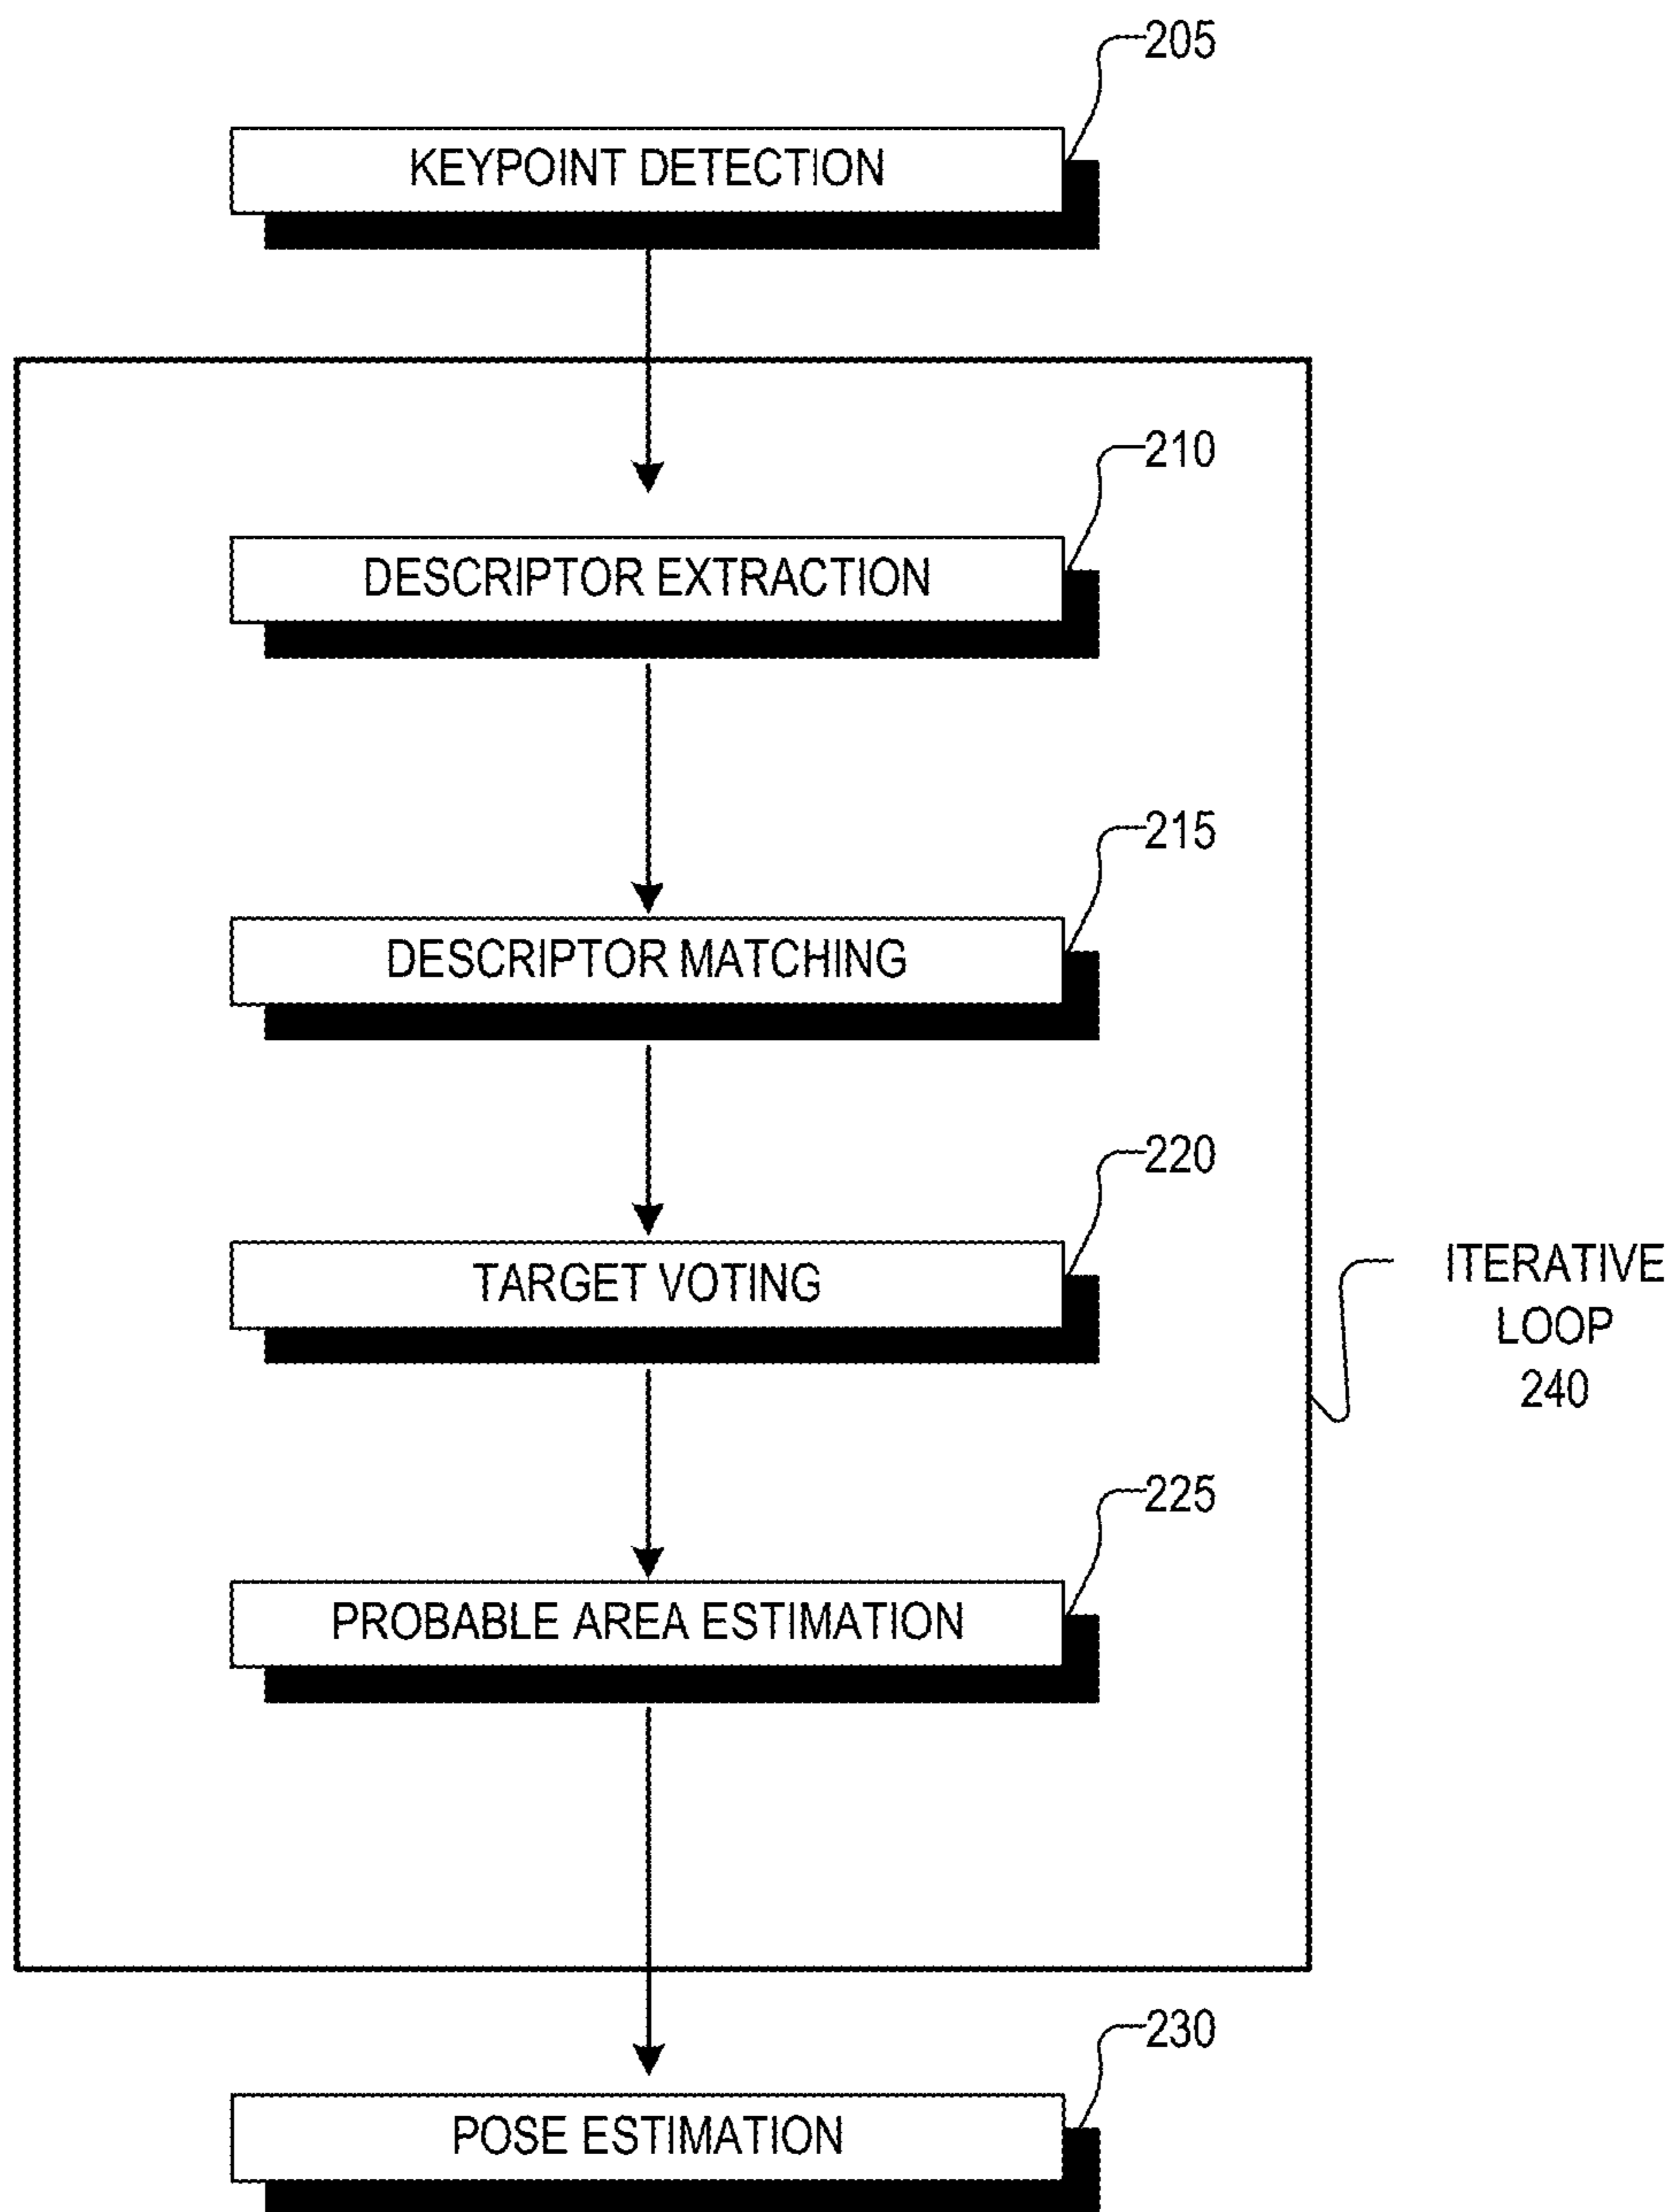 205
KEYPOINT DETECTION
210
DESCRIPTOR EXTRACTION
215
DESCRIPTOR MATCHING
220
TARGET VOTING
ITERATIVE
LOOP
240
225
PROBABLE AREA ESTIMATION
230
POSE ESTIMATION